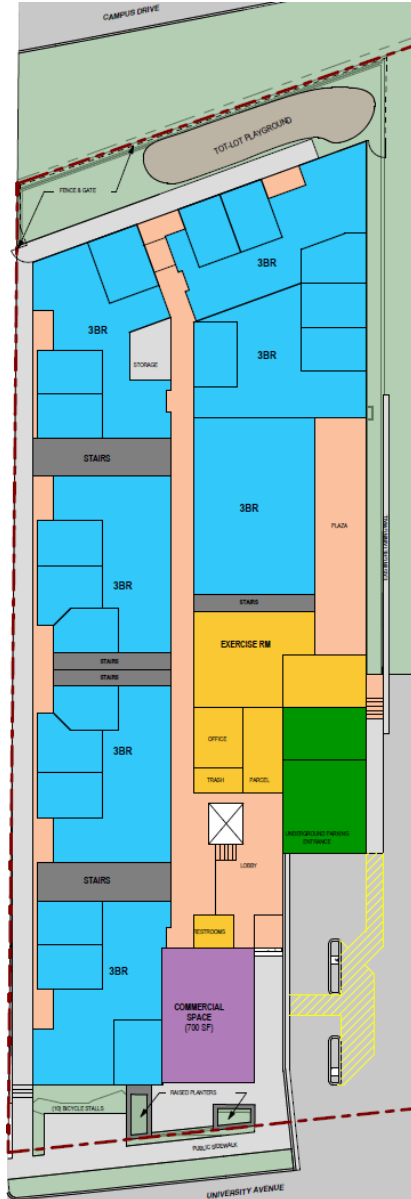 CAMPUS DRIVE
TOT-LOT PLAYGROUND
FENCE & GATE
3BR
3BR
3BR
STORAGE
STAIRS
3BR
PLAZA
3BR
STAIRS
EXERCISE RM
STAIRS
STAIRS
3BR
OFFICE
TRASH
PARCEL
UNDERGROUND PARKING
ENTRANCE
LOBBY
STAIRS
RESTROOMS
3BR
COMMERCIAL
SPACE
(700 SF)
RAISED PLANTERS
(10) BICYCLE STALLS
PUBLIC SIDEWALK
UNIVERSITY AVENUE